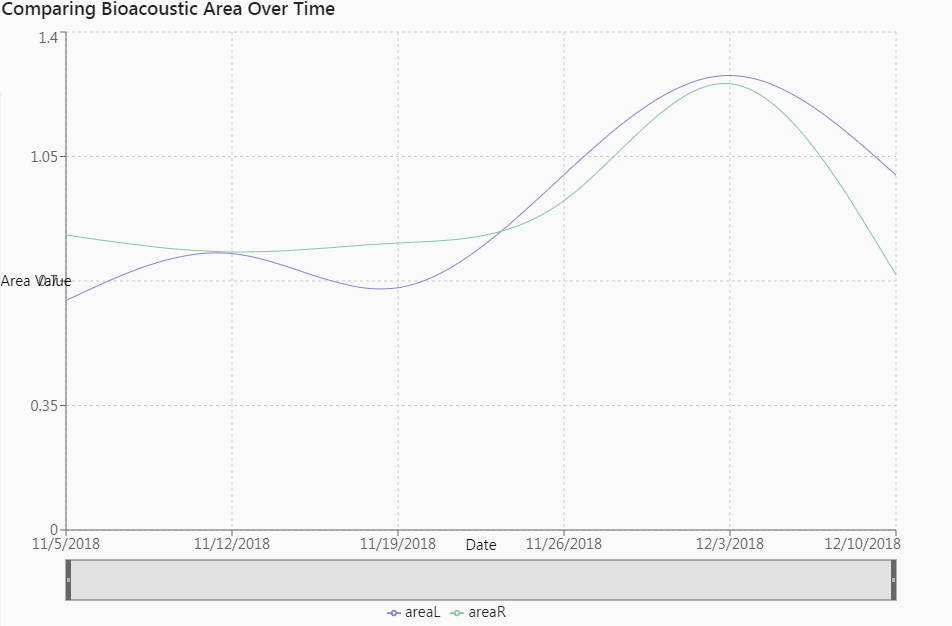 Comparing Bioacoustic Area Over Time
1.4
1.05
Area Value
0.7
0.35
0
11/5/2018 11/12/2018 11/19/2018 Date 11/26/2018 12/3/2018 12/10/2018
areaL areaR